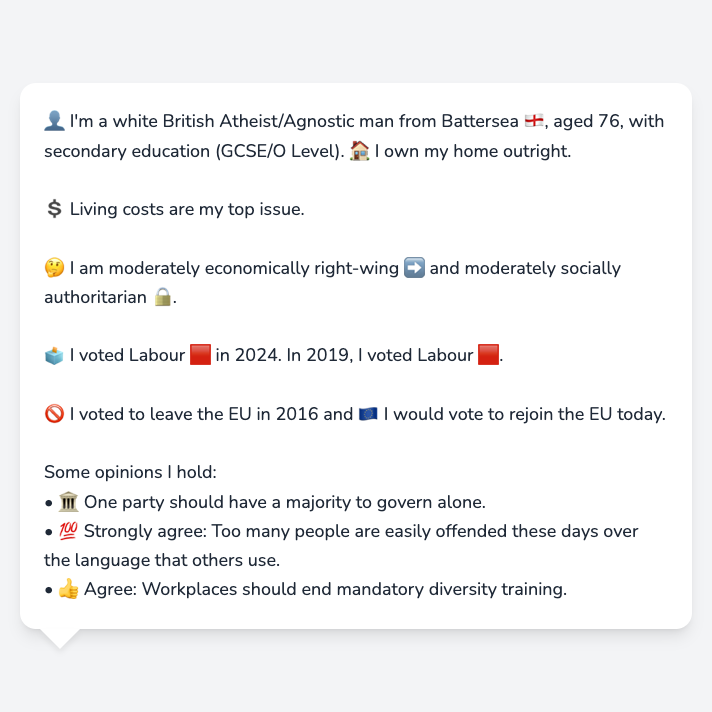 👤 I'm a white British Atheist/Agnostic man from Battersea 🏴󠁧󠁢󠁥󠁮󠁧󠁿, aged 76, with
secondary education (GCSE/O Level). 🏠 I own my home outright.
💲 Living costs are my top issue.
🤔 I am moderately economically right-wing ➡️ and moderately socially
authoritarian 🔒.
🗳️ I voted Labour 🟥 in 2024. In 2019, I voted Labour 🟥.
🚫 I voted to leave the EU in 2016 and 🇪🇺 I would vote to rejoin the EU today.
Some opinions I hold:
• 🏛️ One party should have a majority to govern alone.
• 💯 Strongly agree: Too many people are easily offended these days over
the language that others use.
• 👍 Agree: Workplaces should end mandatory diversity training.